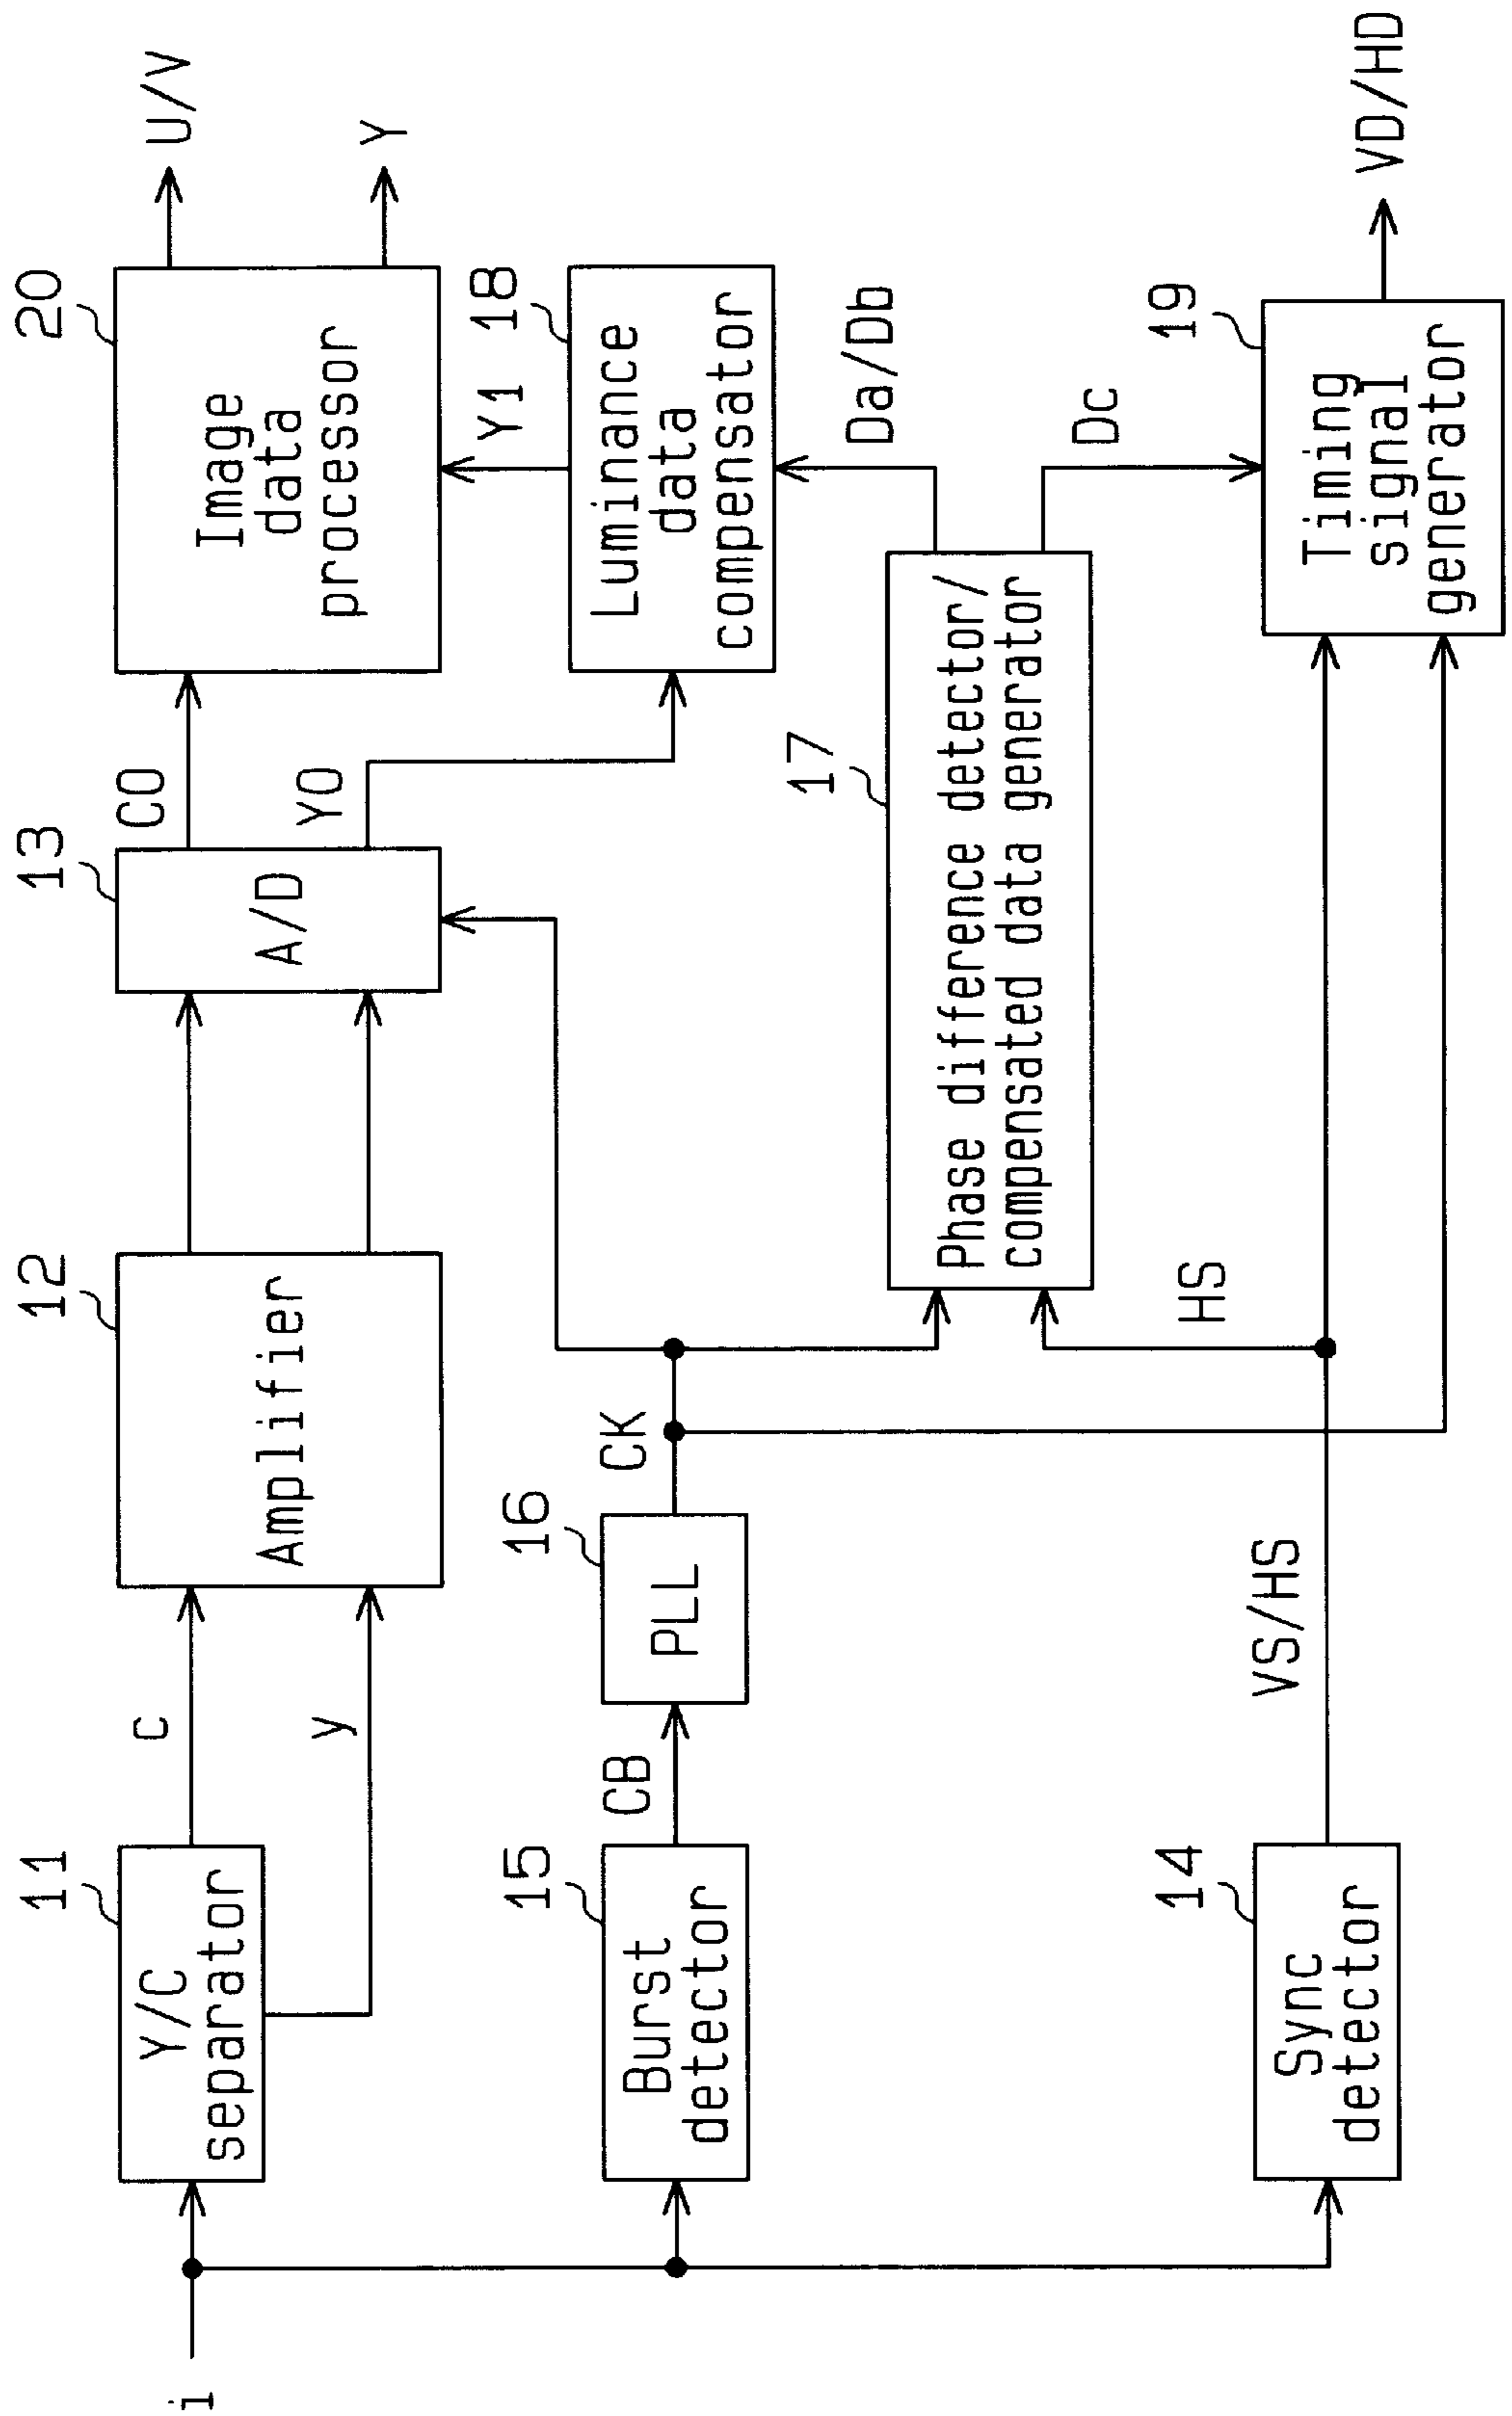 i
11
Y/C
separator
c
y
12
Amplifier
13
A/D
C0
Y0
20
Image
data
processor
U/V
Y
15
Burst
detector
CB
16
PLL
CK
Y1
18
Luminance
data
compensator
17
Phase difference detector/
compensated data generator
Da/Db
Dc
14
Sync
detector
VS/HS
HS
19
Timing
signal
generator
VD/HD